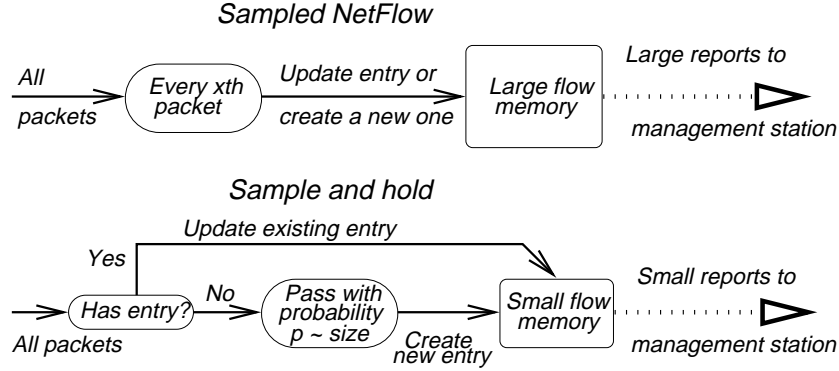 Sampled NetFlow
All
packets
Every xth
packet
Update entry or
create a new one
Large flow
memory
Large reports to
management station
Sample and hold
Update existing entry
Yes
All packets
Has entry?
No
Pass with
probability
p ~ size
Create
new entry
Small flow
memory
Small reports to
management station